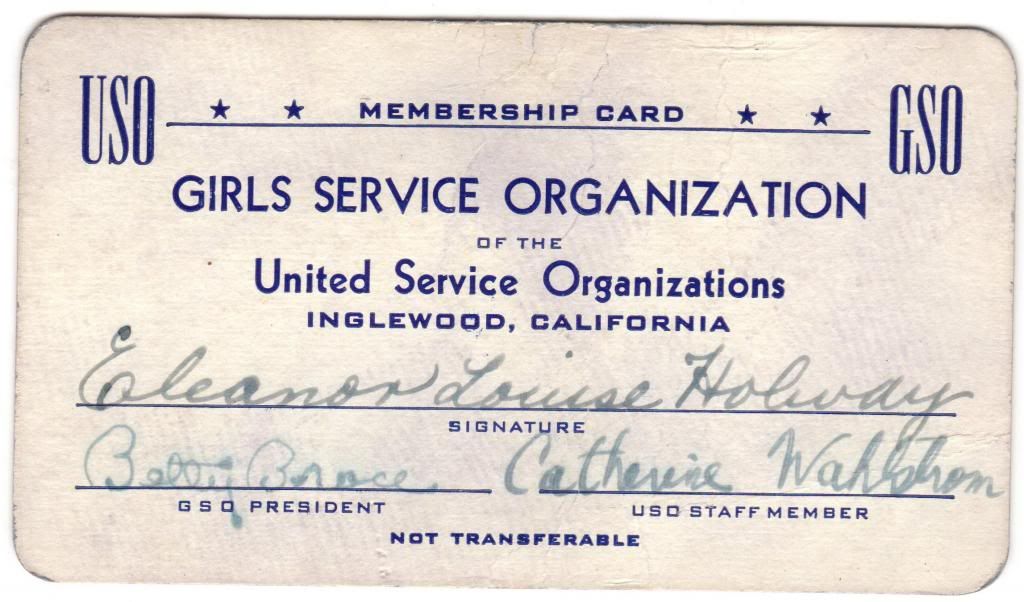 USO ★ ★ MEMBERSHIP CARD ★ ★ GSO
GIRLS SERVICE ORGANIZATION
OF THE
United Service Organizations
INGLEWOOD, CALIFORNIA
Eleanor Louise Holway
SIGNATURE
Betty Catherine Wahlstrom
GSO PRESIDENT USO STAFF MEMBER
NOT TRANSFERABLE